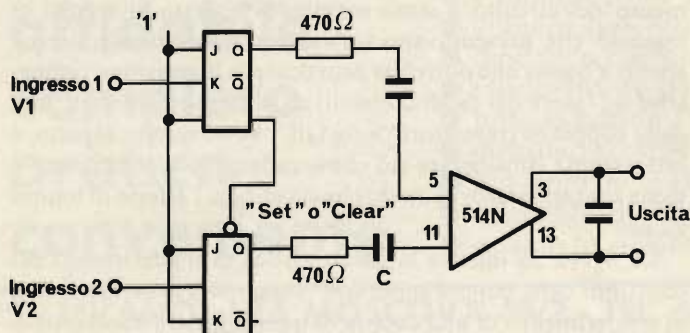 '1'
470Ω
J Q
Ingresso 1
V1
K Q̅
5
3
"Set" o "Clear"
514N
Uscita
11
13
J Q
470Ω
C
Ingresso 2
V2
K Q̅